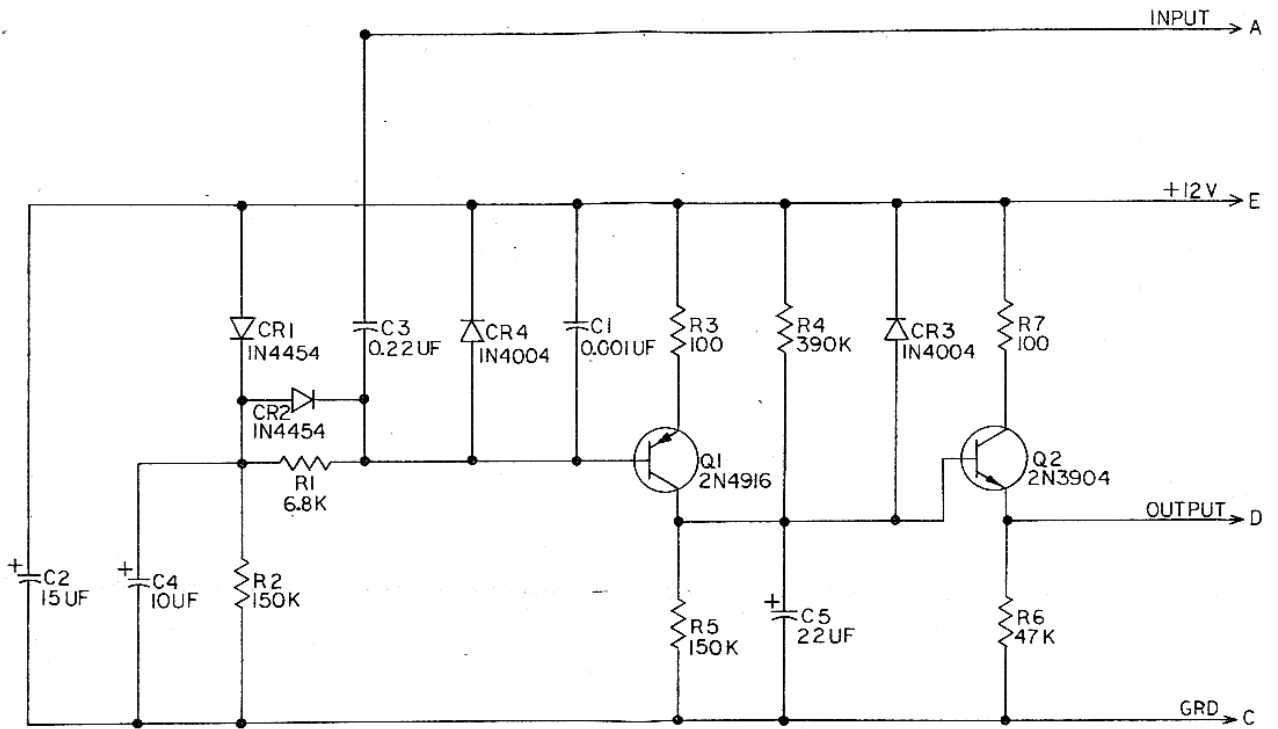 INPUT A
+12V E
CR1
1N4454
C3
0.22UF
CR4
1N4004
C1
0.001UF
R3
100
R4
390K
CR3
1N4004
R7
100
CR2
1N4454
R1
6.8K
Q1
2N4916
Q2
2N3904
OUTPUT D
+ C2
15UF
+ C4
10UF
R2
150K
R5
150K
+ C5
22UF
R6
47K
GRD C